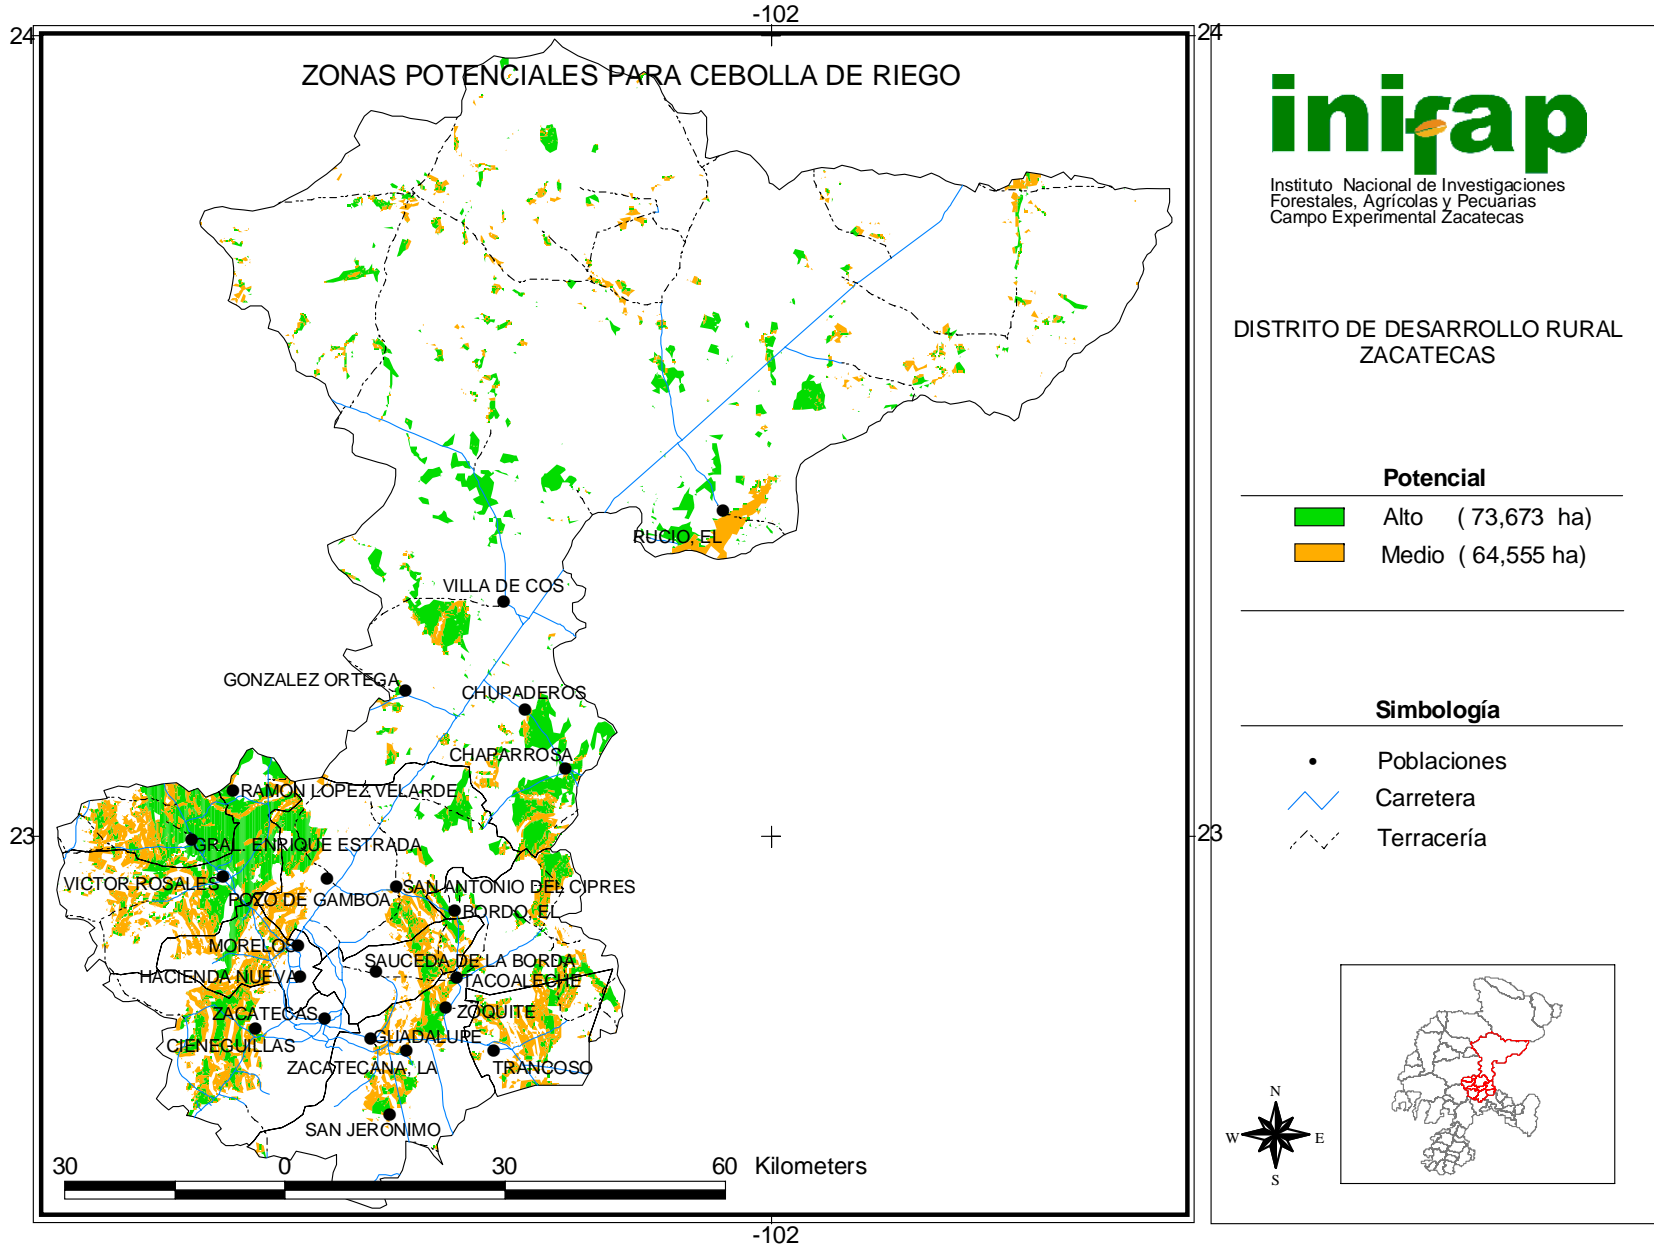 -102
24
24
ZONAS POTENCIALES PARA CEBOLLA DE RIEGO
inifap
Instituto Nacional de Investigaciones
Forestales, Agrícolas y Pecuarias
Campo Experimental Zacatecas
DISTRITO DE DESARROLLO RURAL
ZACATECAS
Potencial
Alto ( 73,673 ha)
Medio ( 64,555 ha)
Simbología
Poblaciones
Carretera
Terracería
RUCIO, EL
VILLA DE COS
GONZALEZ ORTEGA
CHUPADEROS
CHAPARROSA
RAMON LOPEZ VELARDE
23
23
GRAL. ENRIQUE ESTRADA
VICTOR ROSALES
SAN ANTONIO DEL CIPRES
POZO DE GAMBOA
BORDO, EL
MORELOS
SAUCEDA DE LA BORDA
HACIENDA NUEVA
TACOALECHE
ZACATECAS
ZOQUITE
GUADALUPE
CIENEGUILLAS
ZACATECANA, LA
TRANCOSO
SAN JERONIMO
30 0 30 60 Kilometers
-102
N
W E
S